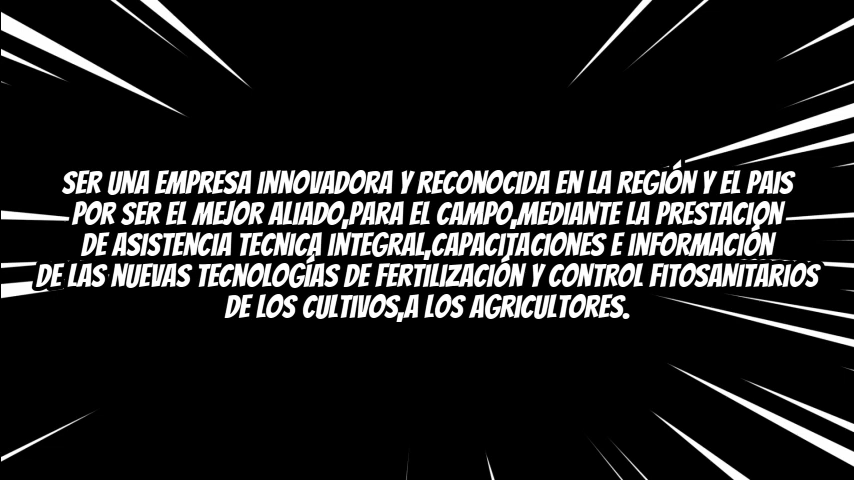 SER UNA EMPRESA INNOVADORA Y RECONOCIDA EN LA REGIÓN Y EL PAIS
POR SER EL MEJOR ALIADO,PARA EL CAMPO,MEDIANTE LA PRESTACION
DE ASISTENCIA TECNICA INTEGRAL,CAPACITACIONES E INFORMACIÓN
DE LAS NUEVAS TECNOLOGÍAS DE FERTILIZACIÓN Y CONTROL FITOSANITARIOS
DE LOS CULTIVOS,A LOS AGRICULTORES.